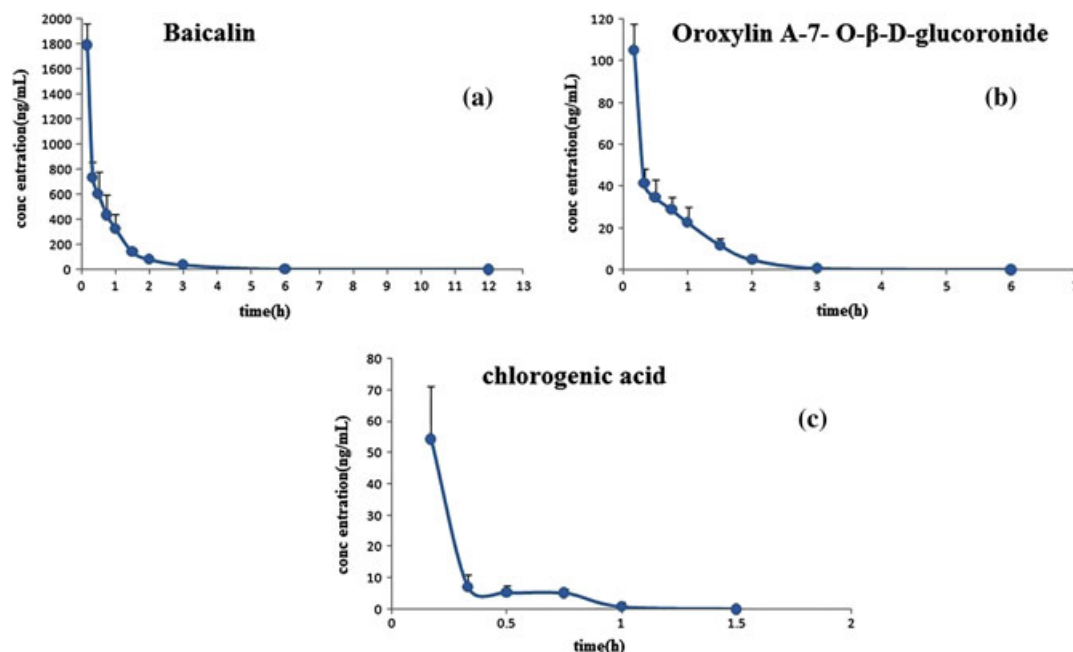 Baicalin
(a)
conc entration(ng/mL)
2000
1800
1600
1400
1200
1000
800
600
400
200
0
0 1 2 3 4 5 6 7 8 9 10 11 12 13
time(h)
Oroxylin A-7- O-β-D-glucoronide
(b)
conc entration(ng/mL)
120
100
80
60
40
20
0
0 1 2 3 4 5 6
time(h)
chlorogenic acid
(c)
conc entration(ng/mL)
80
70
60
50
40
30
20
10
0
0 0.5 1 1.5 2
time(h)